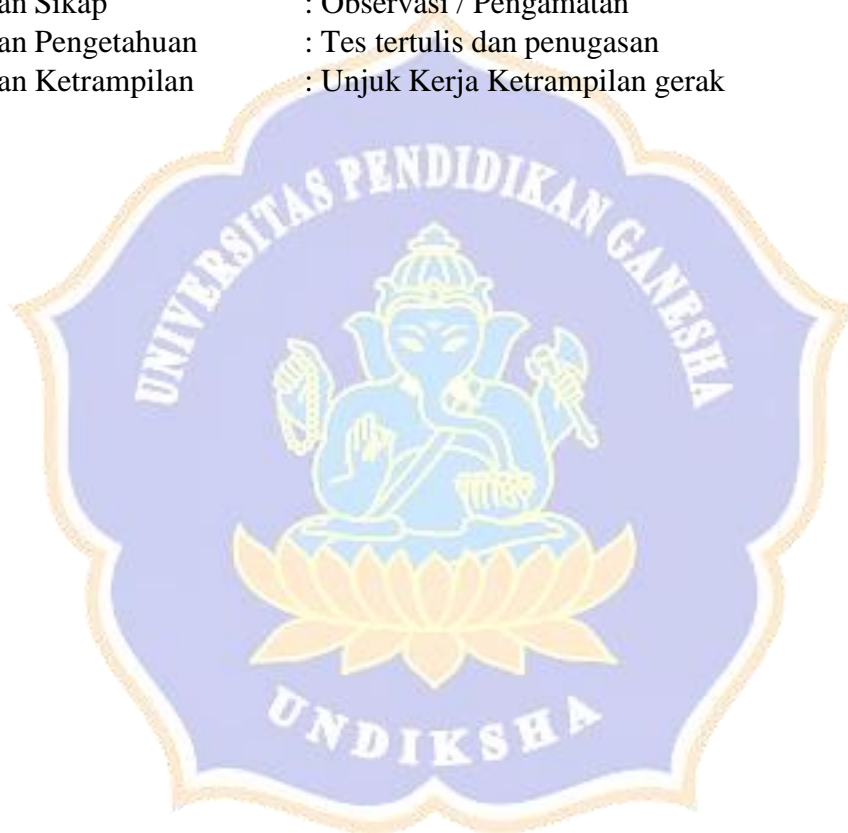 an Sikap : Observasi / Pengamatan
an Pengetahuan : Tes tertulis dan penugasan
an Ketrampilan : Unjuk Kerja Ketrampilan gerak
UNIVERSITAS PENDIDIKAN GANESHA
UNDIKSHA